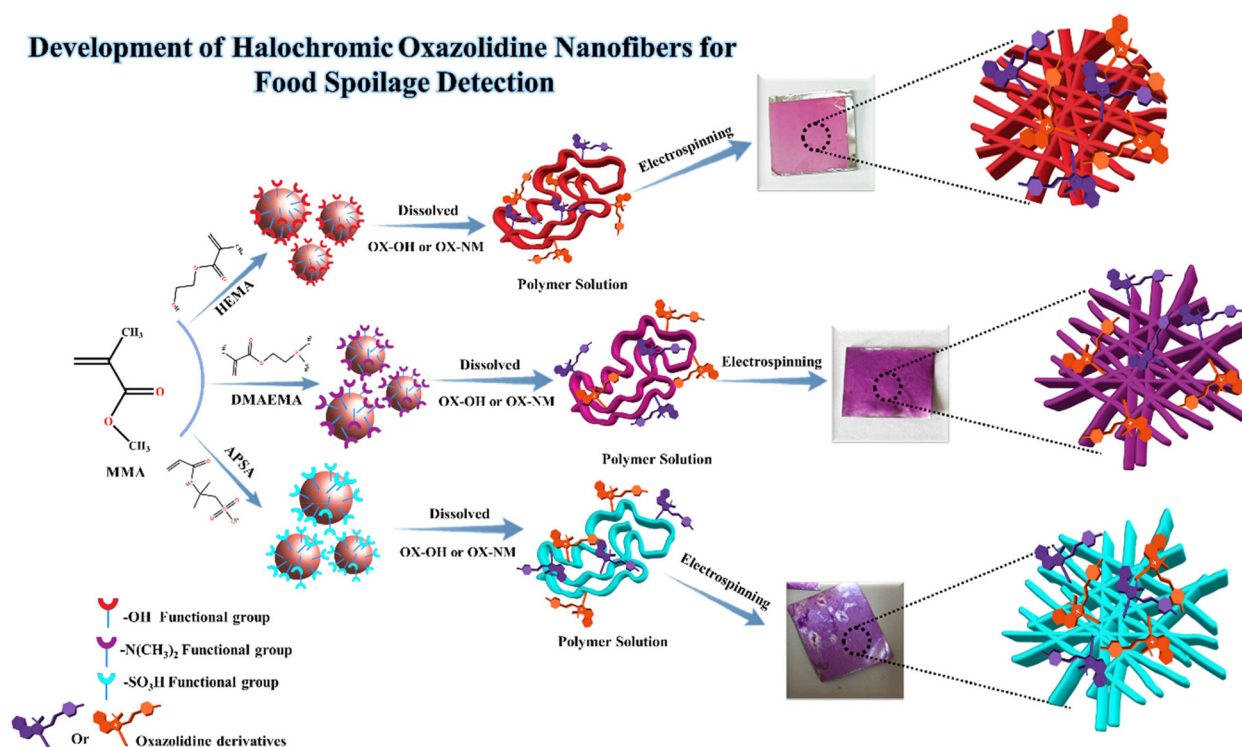 Development of Halochromic Oxazolidine Nanofibers for
Food Spoilage Detection
HEMA
Dissolved
OX-OH or OX-NM
Polymer Solution
Electrospinning
CH3
O
O
CH3
MMA
DMAEMA
Dissolved
OX-OH or OX-NM
Polymer Solution
Electrospinning
APSA
Dissolved
OX-OH or OX-NM
Polymer Solution
Electrospinning
-OH Functional group
-N(CH3)2 Functional group
-SO3H Functional group
Or
Oxazolidine derivatives